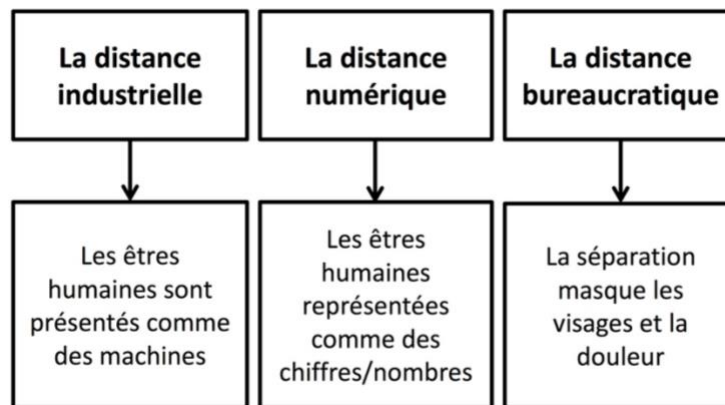 La distance
industrielle
La distance
numérique
La distance
bureaucratique
Les êtres
humaines sont
présentés comme
des machines
Les êtres
humaines
représentées
comme des
chiffres/nombres
La séparation
masque les
visages et la
douleur